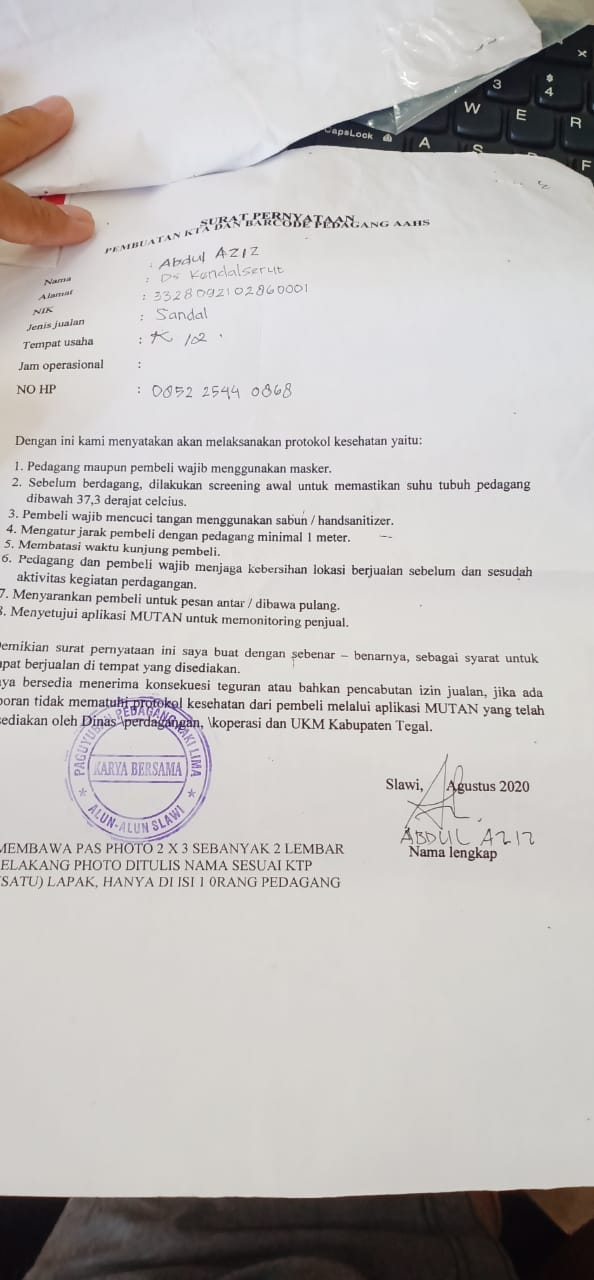 3
$
4
W
E
R
CapsLock
A
S
F
SURAT PERNYATAAN
PEMBUATAN KTA DAN BARCODE PEDAGANG AAHS
Nama : Abdul AZIZ
Alamat : Ds Kendalserut
NIK : 3328092102860001
Jenis jualan : Sandal
Tempat usaha : K 102
Jam operasional :
NO HP : 0852 2544 0868
Dengan ini kami menyatakan akan melaksanakan protokol kesehatan yaitu:
1. Pedagang maupun pembeli wajib menggunakan masker.
2. Sebelum berdagang, dilakukan screening awal untuk memastikan suhu tubuh pedagang
dibawah 37,3 derajat celcius.
3. Pembeli wajib mencuci tangan menggunakan sabun / handsanitizer.
4. Mengatur jarak pembeli dengan pedagang minimal 1 meter.
5. Membatasi waktu kunjung pembeli.
6. Pedagang dan pembeli wajib menjaga kebersihan lokasi berjualan sebelum dan sesudah
aktivitas kegiatan perdagangan.
7. Menyarankan pembeli untuk pesan antar / dibawa pulang.
8. Menyetujui aplikasi MUTAN untuk memonitoring penjual.
emikian surat pernyataan ini saya buat dengan sebenar – benarnya, sebagai syarat untuk
apat berjualan di tempat yang disediakan.
aya bersedia menerima konsekuesi teguran atau bahkan pencabutan izin jualan, jika ada
poran tidak mematuhi protokol kesehatan dari pembeli melalui aplikasi MUTAN yang telah
sediakan oleh Dinas \perdagangan, \koperasi dan UKM Kabupaten Tegal.
PAGUYUBAN PEDAGANG KAKI LIMA
KARYA BERSAMA
* ALUN-ALUN SLAWI *
Slawi, Agustus 2020
ABDUL AZIZ
Nama lengkap
MEMBAWA PAS PHOTO 2 X 3 SEBANYAK 2 LEMBAR
ELAKANG PHOTO DITULIS NAMA SESUAI KTP
(SATU) LAPAK, HANYA DI ISI 1 0RANG PEDAGANG